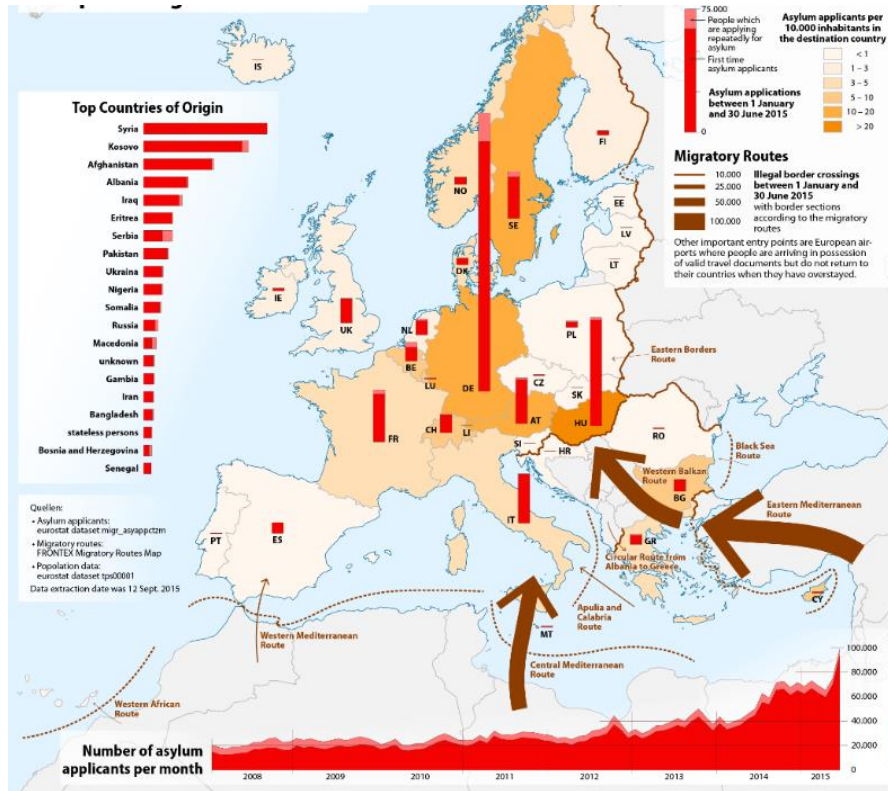 75.000
People which
are applying
repeatedly for
asylum
First time
asylum applicants
Asylum applications
between 1 January
and 30 June 2015
0
Asylum applicants per
10.000 inhabitants in
the destination country
< 1
1 – 3
3 – 5
5 – 10
10 – 20
> 20
Migratory Routes
10.000
25.000
50.000
100.000
Illegal border crossings
between 1 January and
30 June 2015
with border sections
according to the migratory
routes
Other important entry points are European air-
ports where people are arriving in possession
of valid travel documents but do not return to
their countries when they have overstayed.
Top Countries of Origin
Syria
Kosovo
Afghanistan
Albania
Iraq
Eritrea
Serbia
Pakistan
Ukraina
Nigeria
Somalia
Russia
Macedonia
unknown
Gambia
Iran
Bangladesh
stateless persons
Bosnia and Herzegovina
Senegal
Quellen:
• Asylum applicants:
eurostat dataset migr_asyappctzm
• Migratory routes:
FRONTEX Migratory Routes Map
• Popolation data:
eurostat dataset tps00001
Data extraction date was 12 Sept. 2015
IS
NO
SE
FI
EE
LV
LT
DK
IE
UK
NL
BE
LU
DE
PL
CZ
SK
AT
HU
CH
LI
FR
SI
HR
RO
BG
IT
GR
PT
ES
MT
CY
Eastern Borders
Route
Black Sea
Route
Western Balkan
Route
Eastern Mediterranean
Route
Circular Route from
Albania to Greece
Apulia and
Calabria
Route
Central Mediterranean
Route
Western Mediterranean
Route
Western African
Route
Number of asylum
applicants per month
100.000
80.000
60.000
40.000
20.000
0
2008
2009
2010
2011
2012
2013
2014
2015